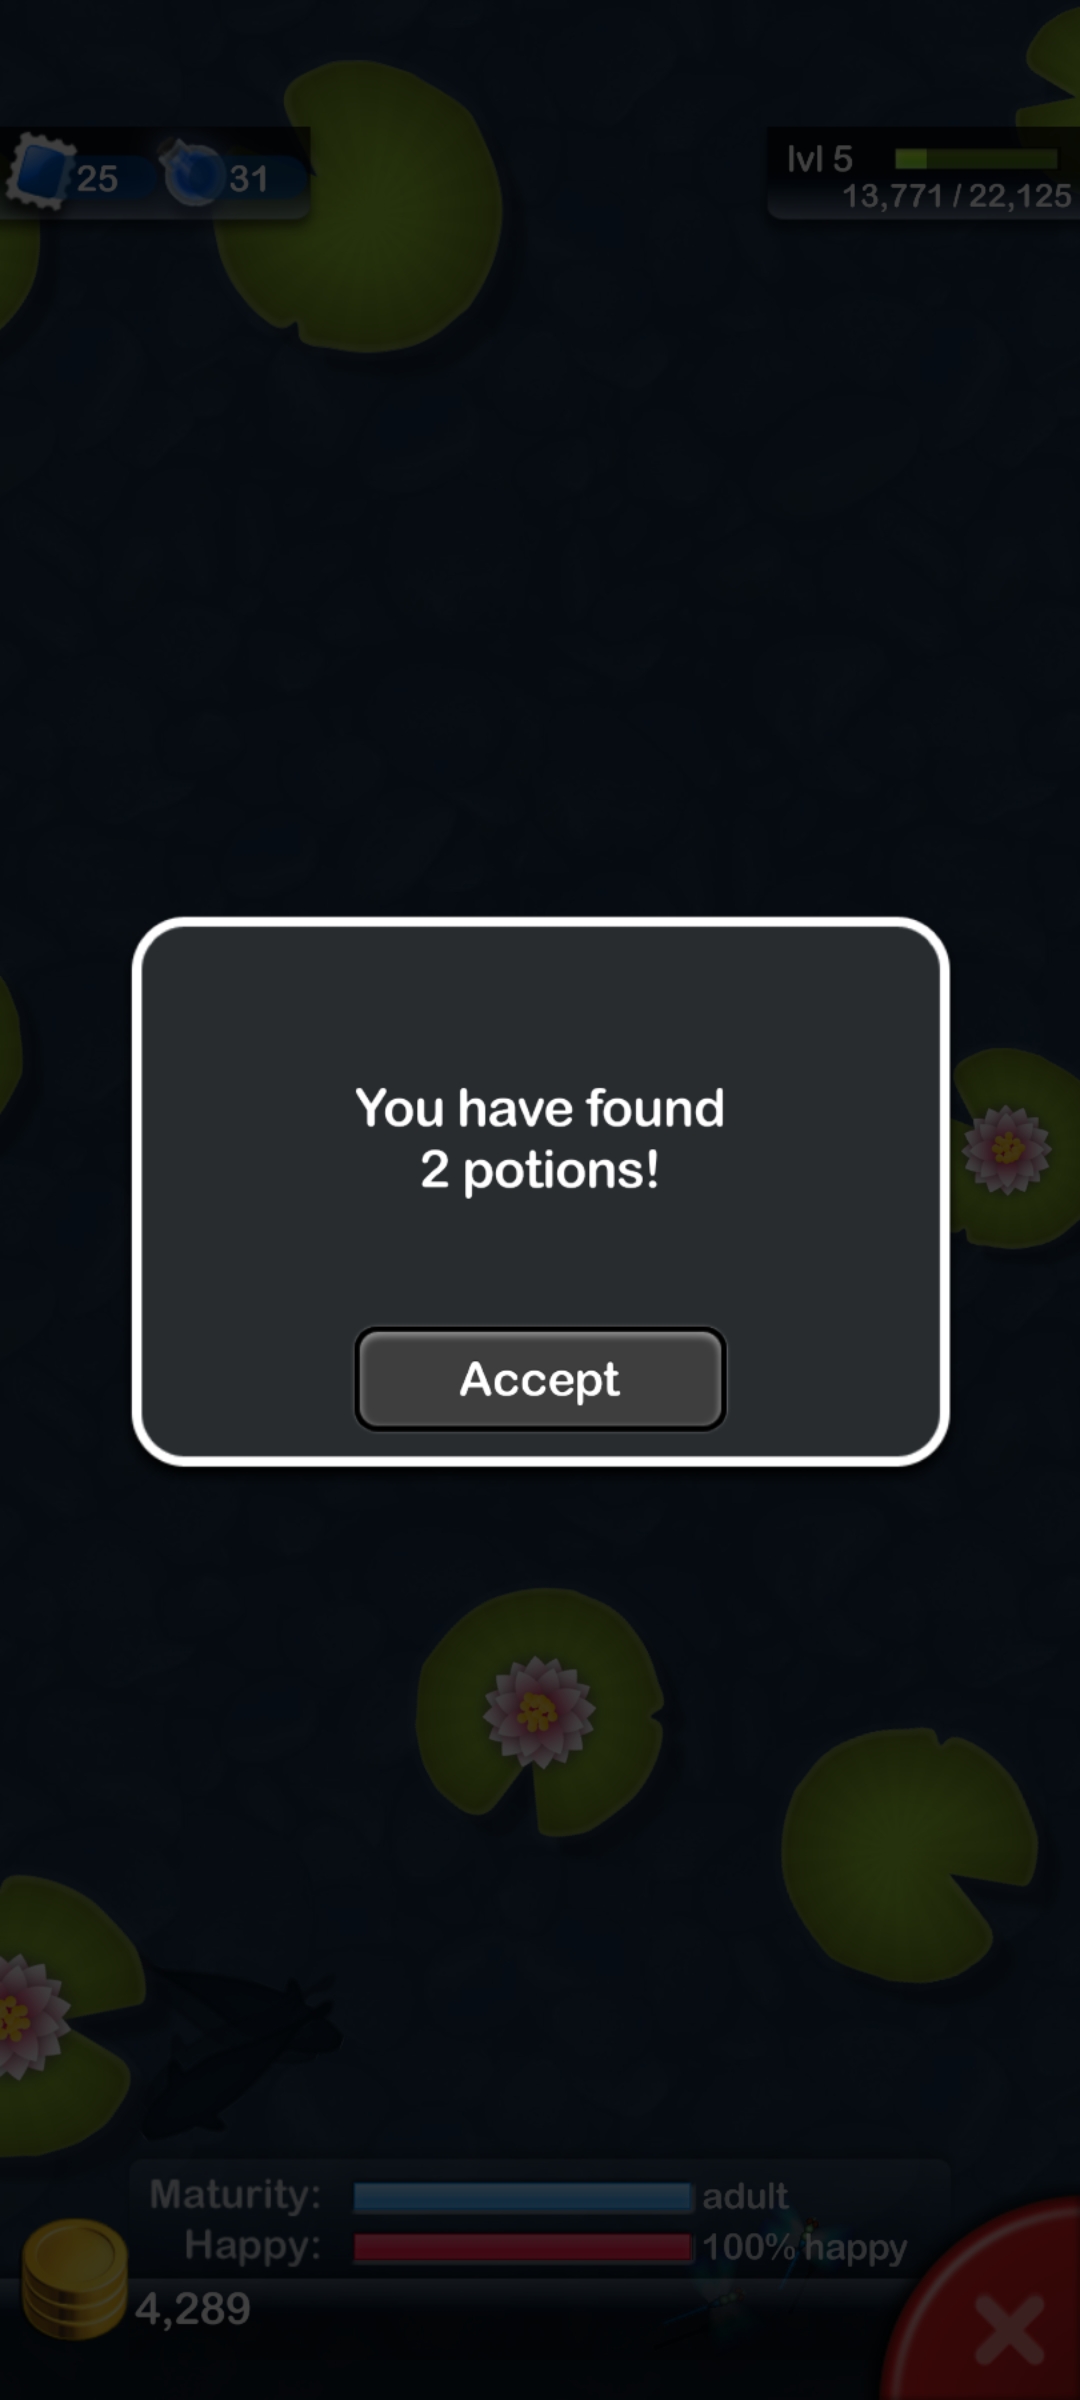 25 31
lvl 5
13,771 / 22,125
You have found
2 potions!
Accept
Maturity: adult
Happy: 100% happy
4,289